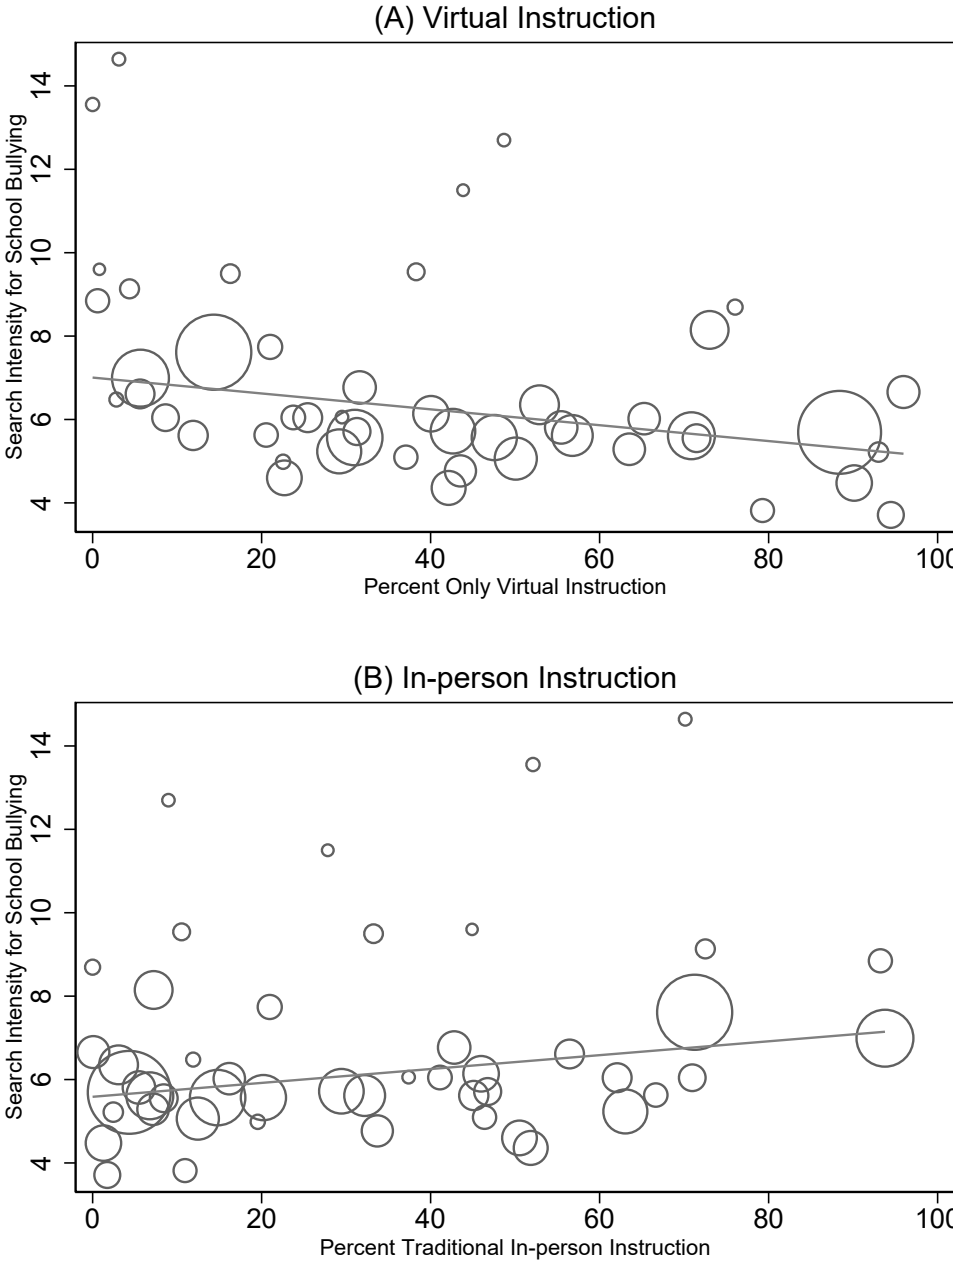 (A) Virtual Instruction
Search Intensity for School Bullying
14
12
10
8
6
4
0 20 40 60 80 100
Percent Only Virtual Instruction
(B) In-person Instruction
Search Intensity for School Bullying
14
12
10
8
6
4
0 20 40 60 80 100
Percent Traditional In-person Instruction